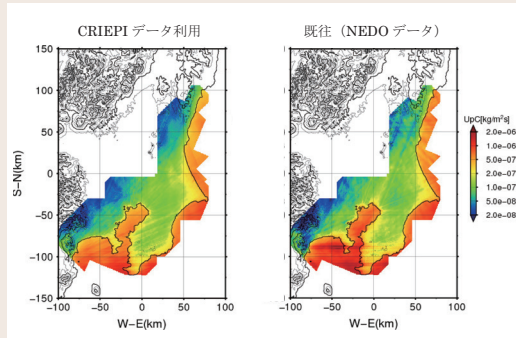 CRIEPI データ利用
既往（NEDO データ）
150
100
50
0
−50
−100
−150
S−N(km)
−100
−50
0
50
100
W−E(km)
−100
−50
0
50
100
W−E(km)
UpC[kg/m²s]
2.0e−06
1.0e−06
5.0e−07
2.0e−07
1.0e−07
5.0e−08
2.0e−08